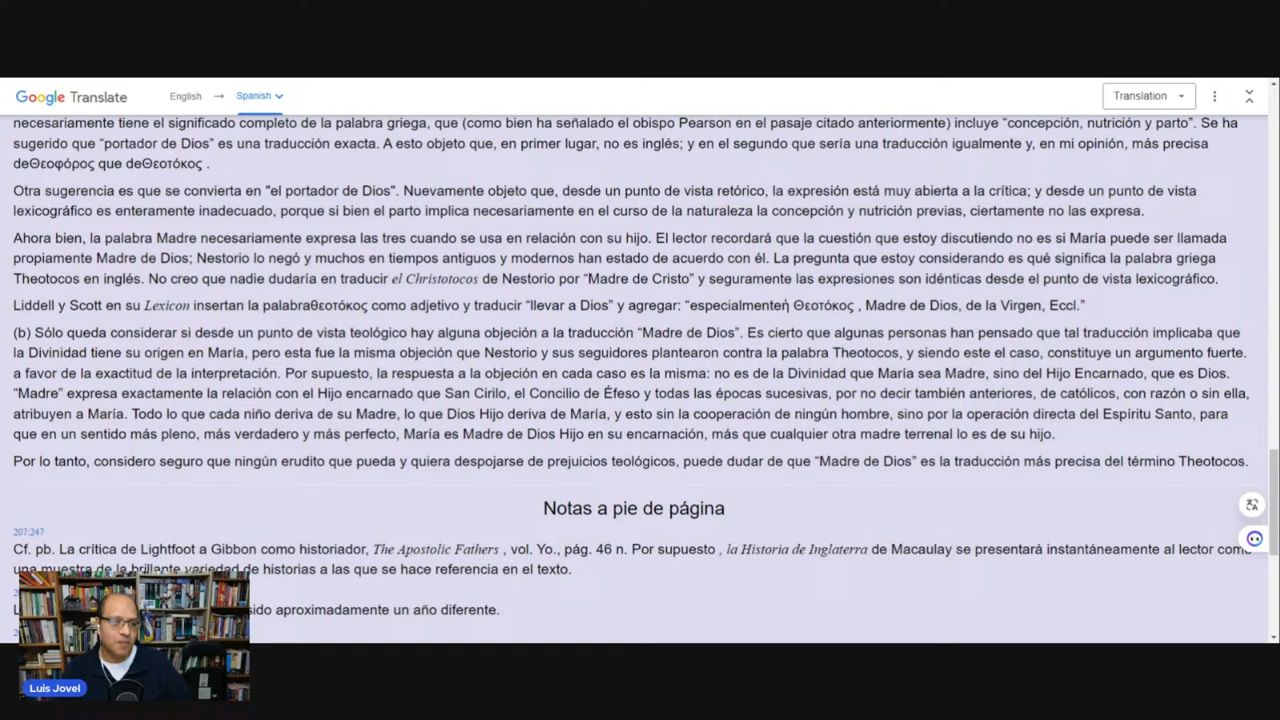 Google Translate
English → Spanish
Translation
necesariamente tiene el significado completo de la palabra griega, que (como bien ha señalado el obispo Pearson en el pasaje citado anteriormente) incluye “concepción, nutrición y parto”. Se ha
sugerido que “portador de Dios” es una traducción exacta. A esto objeto que, en primer lugar, no es inglés; y en el segundo que sería una traducción igualmente y, en mi opinión, más precisa
deΘεοφόρος que deΘεοτόκος .
Otra sugerencia es que se convierta en "el portador de Dios". Nuevamente objeto que, desde un punto de vista retórico, la expresión está muy abierta a la crítica; y desde un punto de vista
lexicográfico es enteramente inadecuado, porque si bien el parto implica necesariamente en el curso de la naturaleza la concepción y nutrición previas, ciertamente no las expresa.
Ahora bien, la palabra Madre necesariamente expresa las tres cuando se usa en relación con su hijo. El lector recordará que la cuestión que estoy discutiendo no es si María puede ser llamada
propiamente Madre de Dios; Nestorio lo negó y muchos en tiempos antiguos y modernos han estado de acuerdo con él. La pregunta que estoy considerando es qué significa la palabra griega
Theotocos en inglés. No creo que nadie dudaría en traducir el Christotocos de Nestorio por “Madre de Cristo” y seguramente las expresiones son idénticas desde el punto de vista lexicográfico.
Liddell y Scott en su Lexicon insertan la palabraθεοτόκος como adjetivo y traducir “llevar a Dios” y agregar: “especialmenteἡ Θεοτόκος , Madre de Dios, de la Virgen, Eccl.”
(b) Sólo queda considerar si desde un punto de vista teológico hay alguna objeción a la traducción “Madre de Dios”. Es cierto que algunas personas han pensado que tal traducción implicaba que
la Divinidad tiene su origen en María, pero esta fue la misma objeción que Nestorio y sus seguidores plantearon contra la palabra Theotocos, y siendo este el caso, constituye un argumento fuerte.
a favor de la exactitud de la interpretación. Por supuesto, la respuesta a la objeción en cada caso es la misma: no es de la Divinidad que María sea Madre, sino del Hijo Encarnado, que es Dios.
“Madre” expresa exactamente la relación con el Hijo encarnado que San Cirilo, el Concilio de Éfeso y todas las épocas sucesivas, por no decir también anteriores, de católicos, con razón o sin ella,
atribuyen a María. Todo lo que cada niño deriva de su Madre, lo que Dios Hijo deriva de María, y esto sin la cooperación de ningún hombre, sino por la operación directa del Espíritu Santo, para
que en un sentido más pleno, más verdadero y más perfecto, María es Madre de Dios Hijo en su encarnación, más que cualquier otra madre terrenal lo es de su hijo.
Por lo tanto, considero seguro que ningún erudito que pueda y quiera despojarse de prejuicios teológicos, puede dudar de que “Madre de Dios” es la traducción más precisa del término Theotocos.
Notas a pie de página
207:247
Cf. pb. La crítica de Lightfoot a Gibbon como historiador, The Apostolic Fathers , vol. Yo., pág. 46 n. Por supuesto , la Historia de Inglaterra de Macaulay se presentará instantáneamente al lector como
una muestra de la brillante variedad de historias a las que se hace referencia en el texto.
sido aproximadamente un año diferente.
Luis Jovel